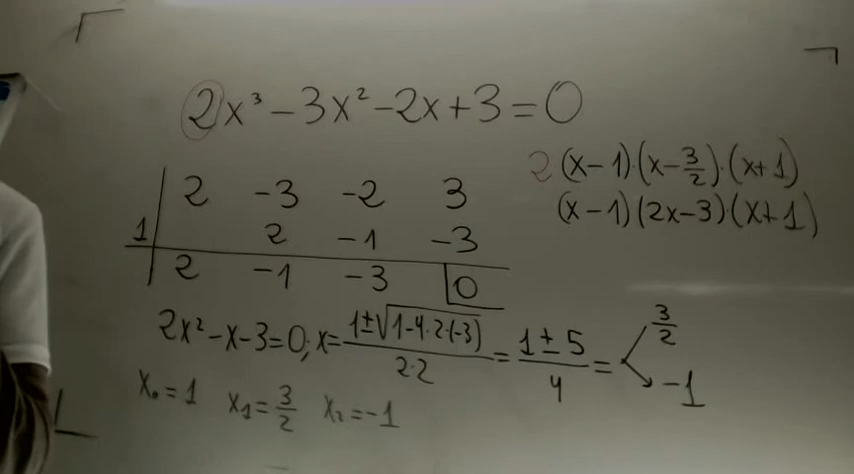 2x³ - 3x² - 2x + 3 = 0
2 (x-1)·(x-3/2)·(x+1)
(x-1)(2x-3)(x+1)
2 -3 -2 3
1 2 -1 -3
2 -1 -3 0
2x²-x-3=0; x= (1±√(1-4·2·(-3)))/(2·2) = (1±5)/4 = 3/2
-1
x₀=1 x₁=3/2 x₂=-1